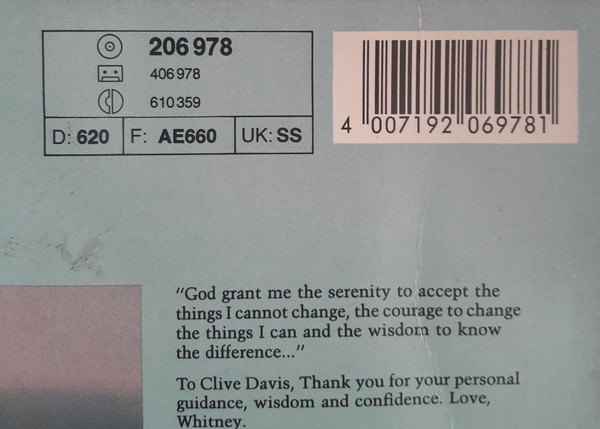 206 978
406 978
610 359
D: 620 F: AE660 UK: SS
4 007192 069781
"God grant me the serenity to accept the
things I cannot change, the courage to change
the things I can and the wisdom to know
the difference..."
To Clive Davis, Thank you for your personal
guidance, wisdom and confidence. Love,
Whitney.